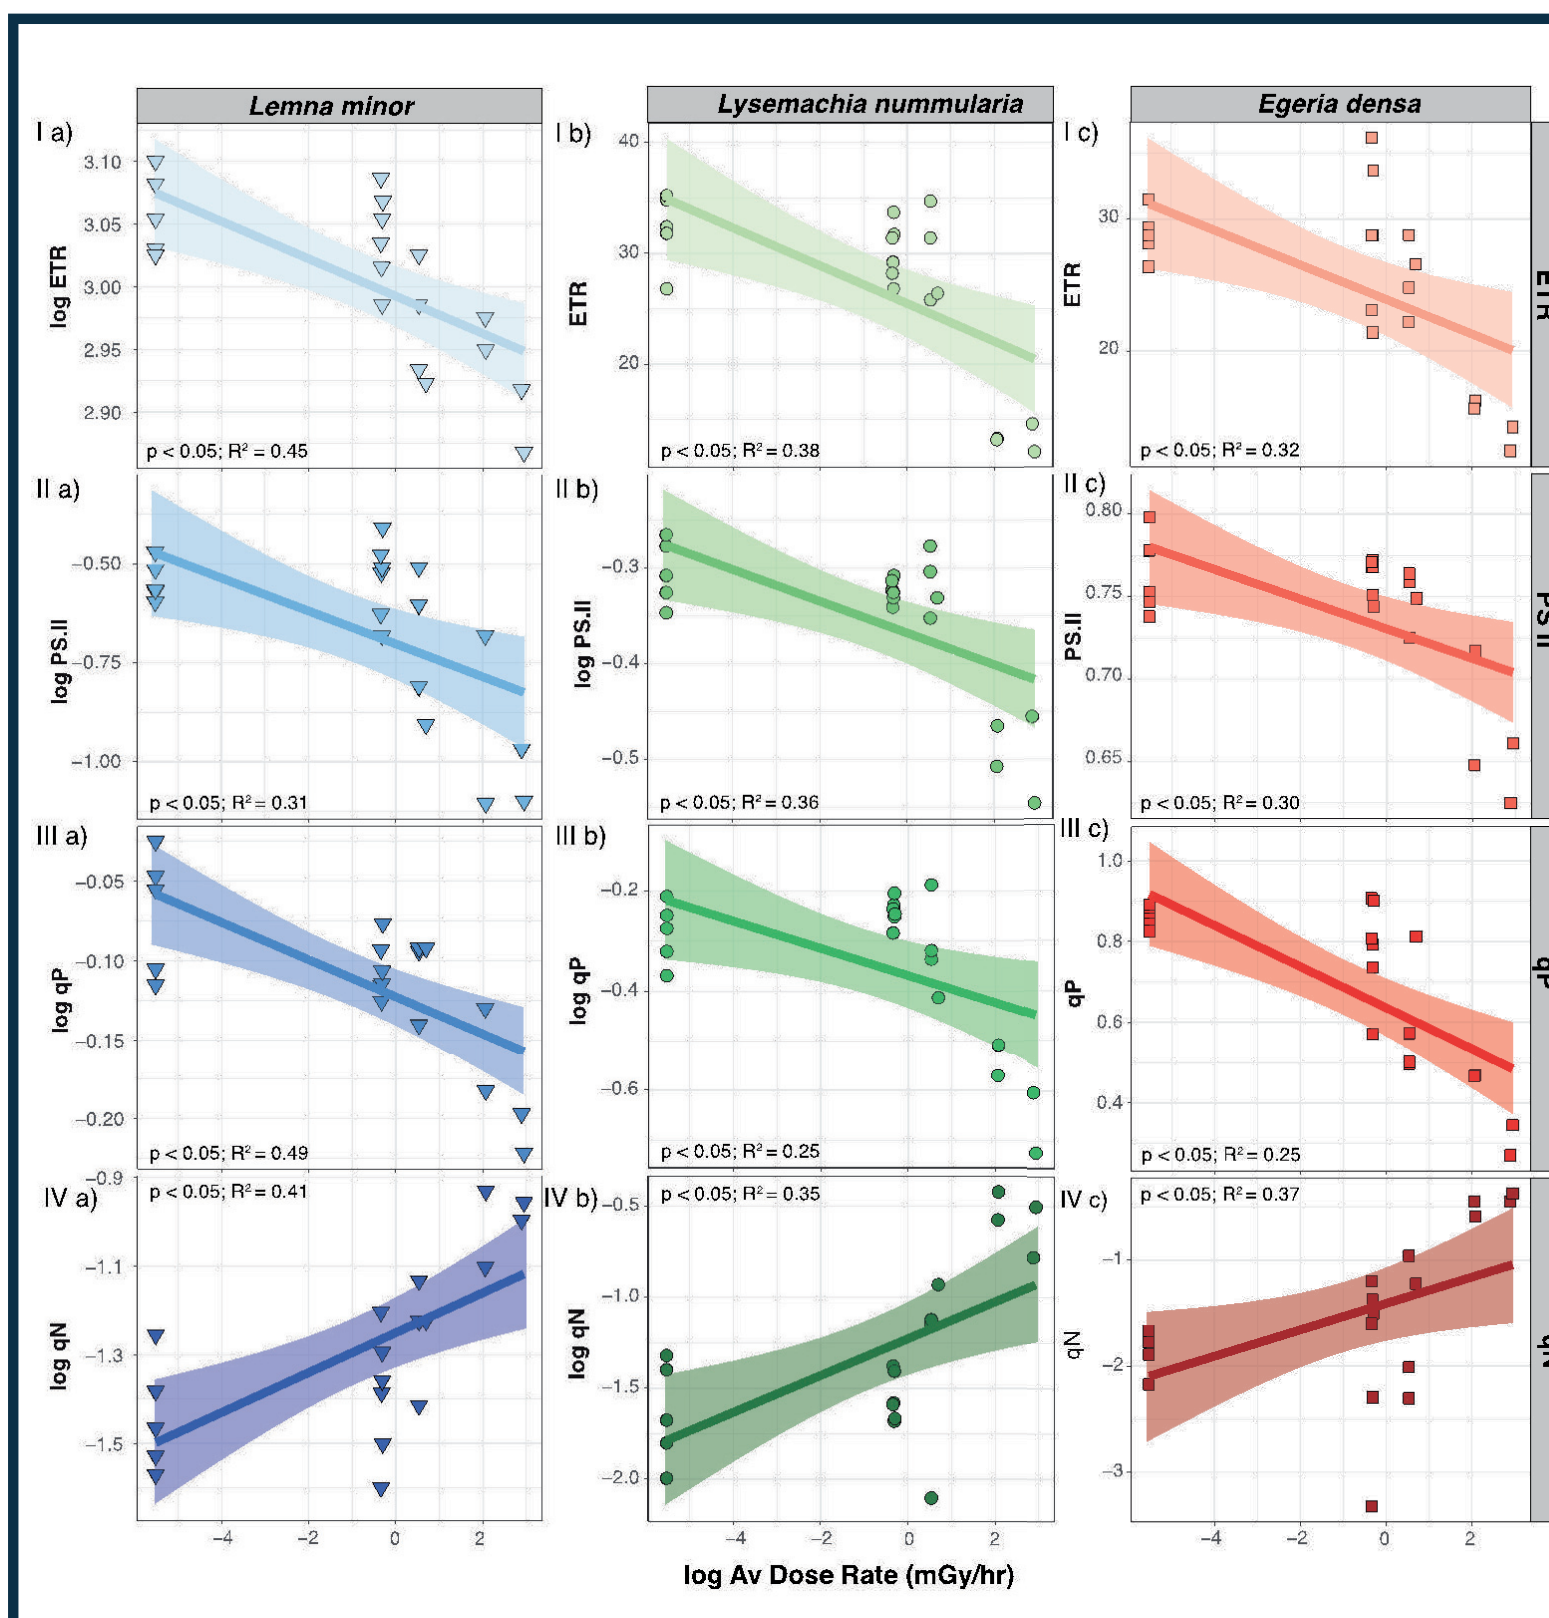 Lemna minor
Lysemachia nummularia
Egeria densa
I a)
I b)
I c)
log ETR
3.10
3.05
3.00
2.95
2.90
p < 0.05; R² = 0.45
ETR
40
30
20
p < 0.05; R² = 0.38
ETR
30
20
p < 0.05; R² = 0.32
ETR
II a)
II b)
II c)
log PS.II
−0.50
−0.75
−1.00
p < 0.05; R² = 0.31
log PS.II
−0.3
−0.4
−0.5
p < 0.05; R² = 0.36
PS.II
0.80
0.75
0.70
0.65
p < 0.05; R² = 0.30
PS II
III a)
III b)
III c)
log qP
−0.05
−0.10
−0.15
−0.20
p < 0.05; R² = 0.49
log qP
−0.2
−0.4
−0.6
p < 0.05; R² = 0.25
qP
1.0
0.8
0.6
0.4
p < 0.05; R² = 0.25
qP
IV a)
IV b)
IV c)
log qN
−0.9
−1.1
−1.3
−1.5
p < 0.05; R² = 0.41
log qN
−0.5
−1.0
−1.5
−2.0
p < 0.05; R² = 0.35
qN
−1
−2
−3
p < 0.05; R² = 0.37
qN
−4 −2 0 2
−4 −2 0 2
−4 −2 0 2
log Av Dose Rate (mGy/hr)